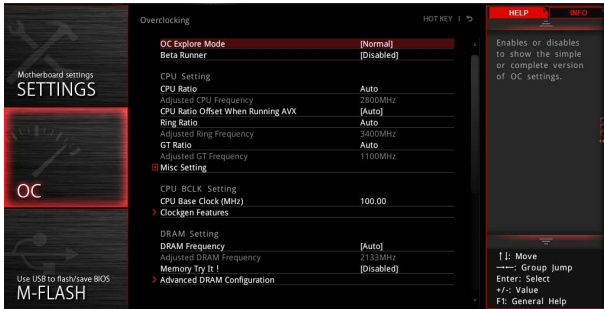 Motherboard settings
SETTINGS
OC
Use USB to flash/save BIOS
M-FLASH
Overclocking
HOT KEY
OC Explore Mode [Normal]
Beta Runner [Disabled]
CPU Setting
CPU Ratio Auto
Adjusted CPU Frequency 2800MHz
CPU Ratio Offset When Running AVX [Auto]
Ring Ratio Auto
Adjusted Ring Frequency 3400MHz
GT Ratio Auto
Adjusted GT Frequency 1100MHz
Misc Setting
CPU BCLK Setting
CPU Base Clock (MHz) 100.00
Clockgen Features
DRAM Setting
DRAM Frequency [Auto]
Adjusted DRAM Frequency 2133MHz
Memory Try It ! [Disabled]
Advanced DRAM Configuration
HELP
INFO
Enables or disables
to show the simple
or complete version
of OC settings.
↑↓: Move
→←: Group Jump
Enter: Select
+/-: Value
F1: General Help